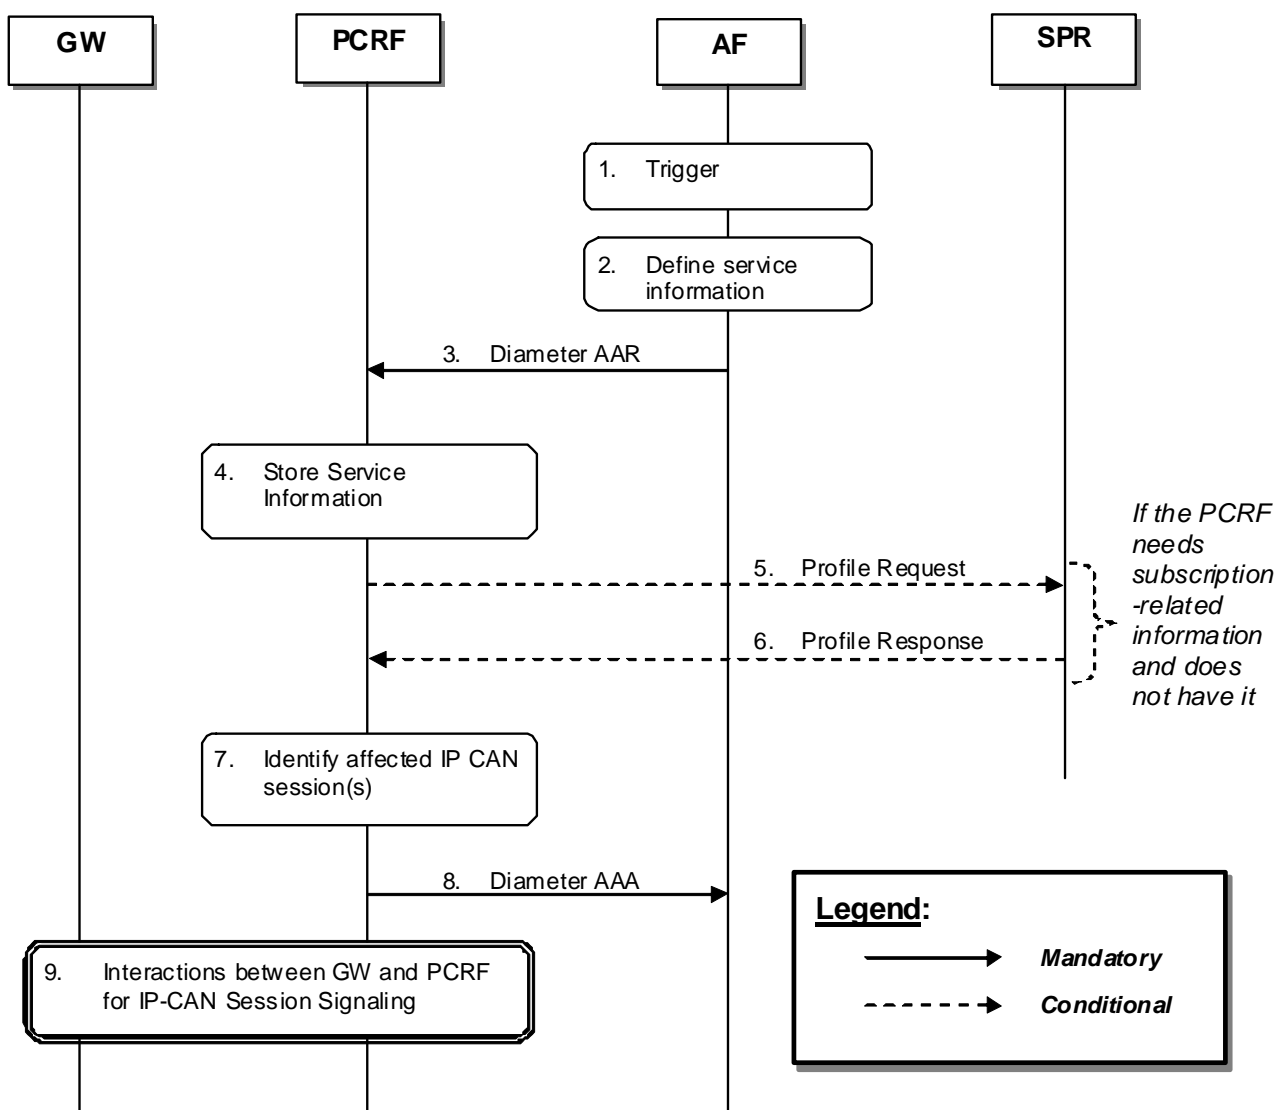 GW
PCRF
AF
SPR
1. Trigger
2. Define service
information
3. Diameter AAR
4. Store Service
Information
5. Profile Request
6. Profile Response
If the PCRF
needs
subscription
-related
information
and does
not have it
7. Identify affected IP CAN
session(s)
8. Diameter AAA
9. Interactions between GW and PCRF
for IP-CAN Session Signaling
Legend:
Mandatory
Conditional